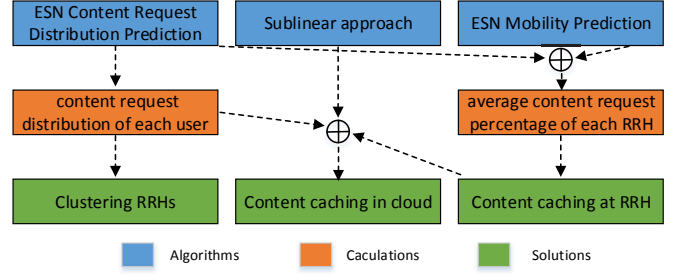 ESN Content Request
Distribution Prediction
Sublinear approach
ESN Mobility Prediction
content request
distribution of each user
average content request
percentage of each RRH
Clustering RRHs
Content caching in cloud
Content caching at RRH
Algorithms
Caculations
Solutions